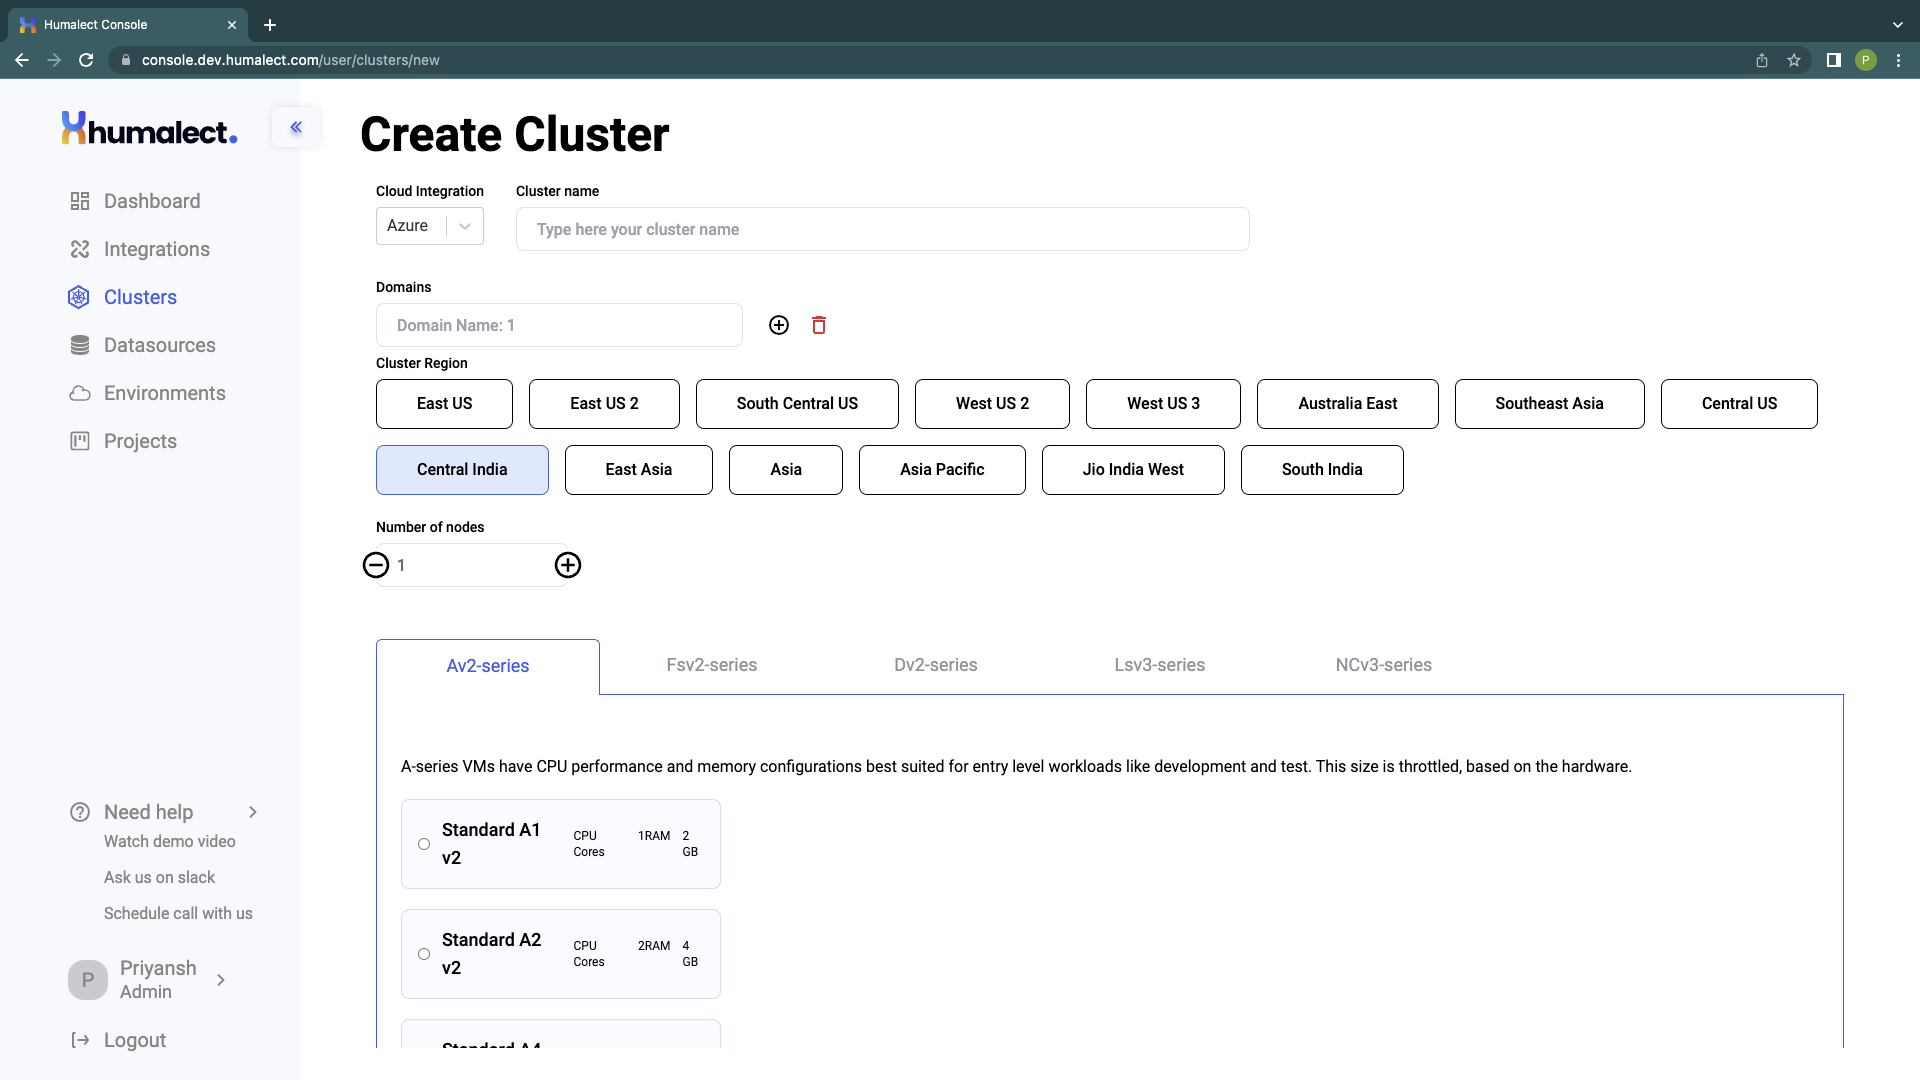 Humalect Console
console.dev.humalect.com/user/clusters/new
P
humalect.
Dashboard
Integrations
Clusters
Datasources
Environments
Projects
Need help
Watch demo video
Ask us on slack
Schedule call with us
P
Priyansh
Admin
Logout
Create Cluster
Cloud Integration
Cluster name
Azure
Type here your cluster name
Domains
Domain Name: 1
Cluster Region
East US
East US 2
South Central US
West US 2
West US 3
Australia East
Southeast Asia
Central US
Central India
East Asia
Asia
Asia Pacific
Jio India West
South India
Number of nodes
1
Av2-series
Fsv2-series
Dv2-series
Lsv3-series
NCv3-series
A-series VMs have CPU performance and memory configurations best suited for entry level workloads like development and test. This size is throttled, based on the hardware.
Standard A1
v2
CPU
Cores
1RAM
2
GB
Standard A2
v2
CPU
Cores
2RAM
4
GB
Standard A4